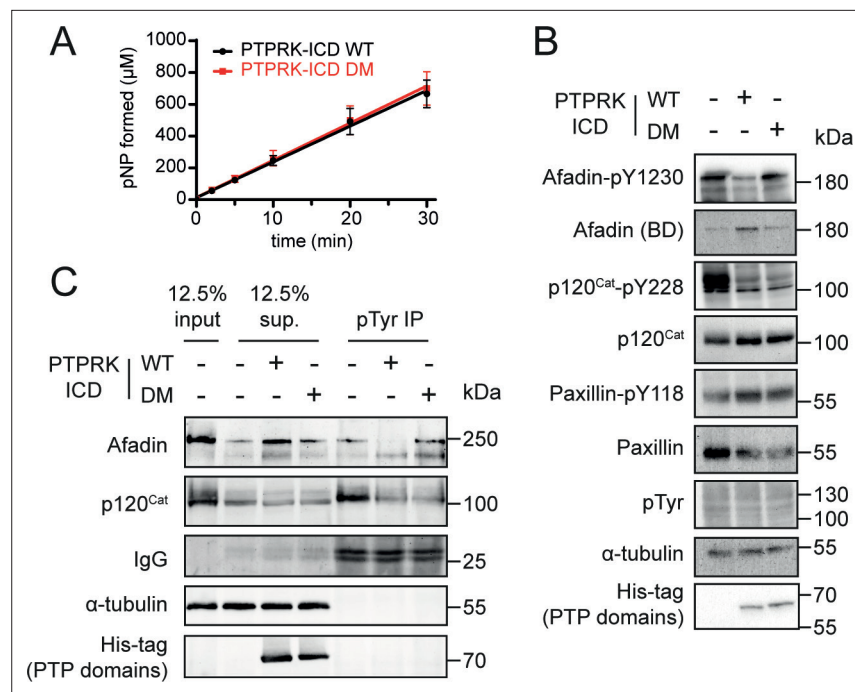 A
pNP formed (µM)
1000
800
600
400
200
0
0
10
20
30
time (min)
PTPRK-ICD WT
PTPRK-ICD DM
B
PTPRK ICD
WT - + -
DM - - +
kDa
Afadin-pY1230
180
Afadin (BD)
180
p120Cat-pY228
100
p120Cat
100
Paxillin-pY118
55
Paxillin
55
pTyr
130
100
α-tubulin
55
His-tag
(PTP domains)
70
55
C
12.5% input
12.5% sup.
pTyr IP
PTPRK ICD
WT - - + - - + -
DM - - - + - - +
kDa
Afadin
250
p120Cat
100
IgG
25
α-tubulin
55
His-tag
(PTP domains)
70